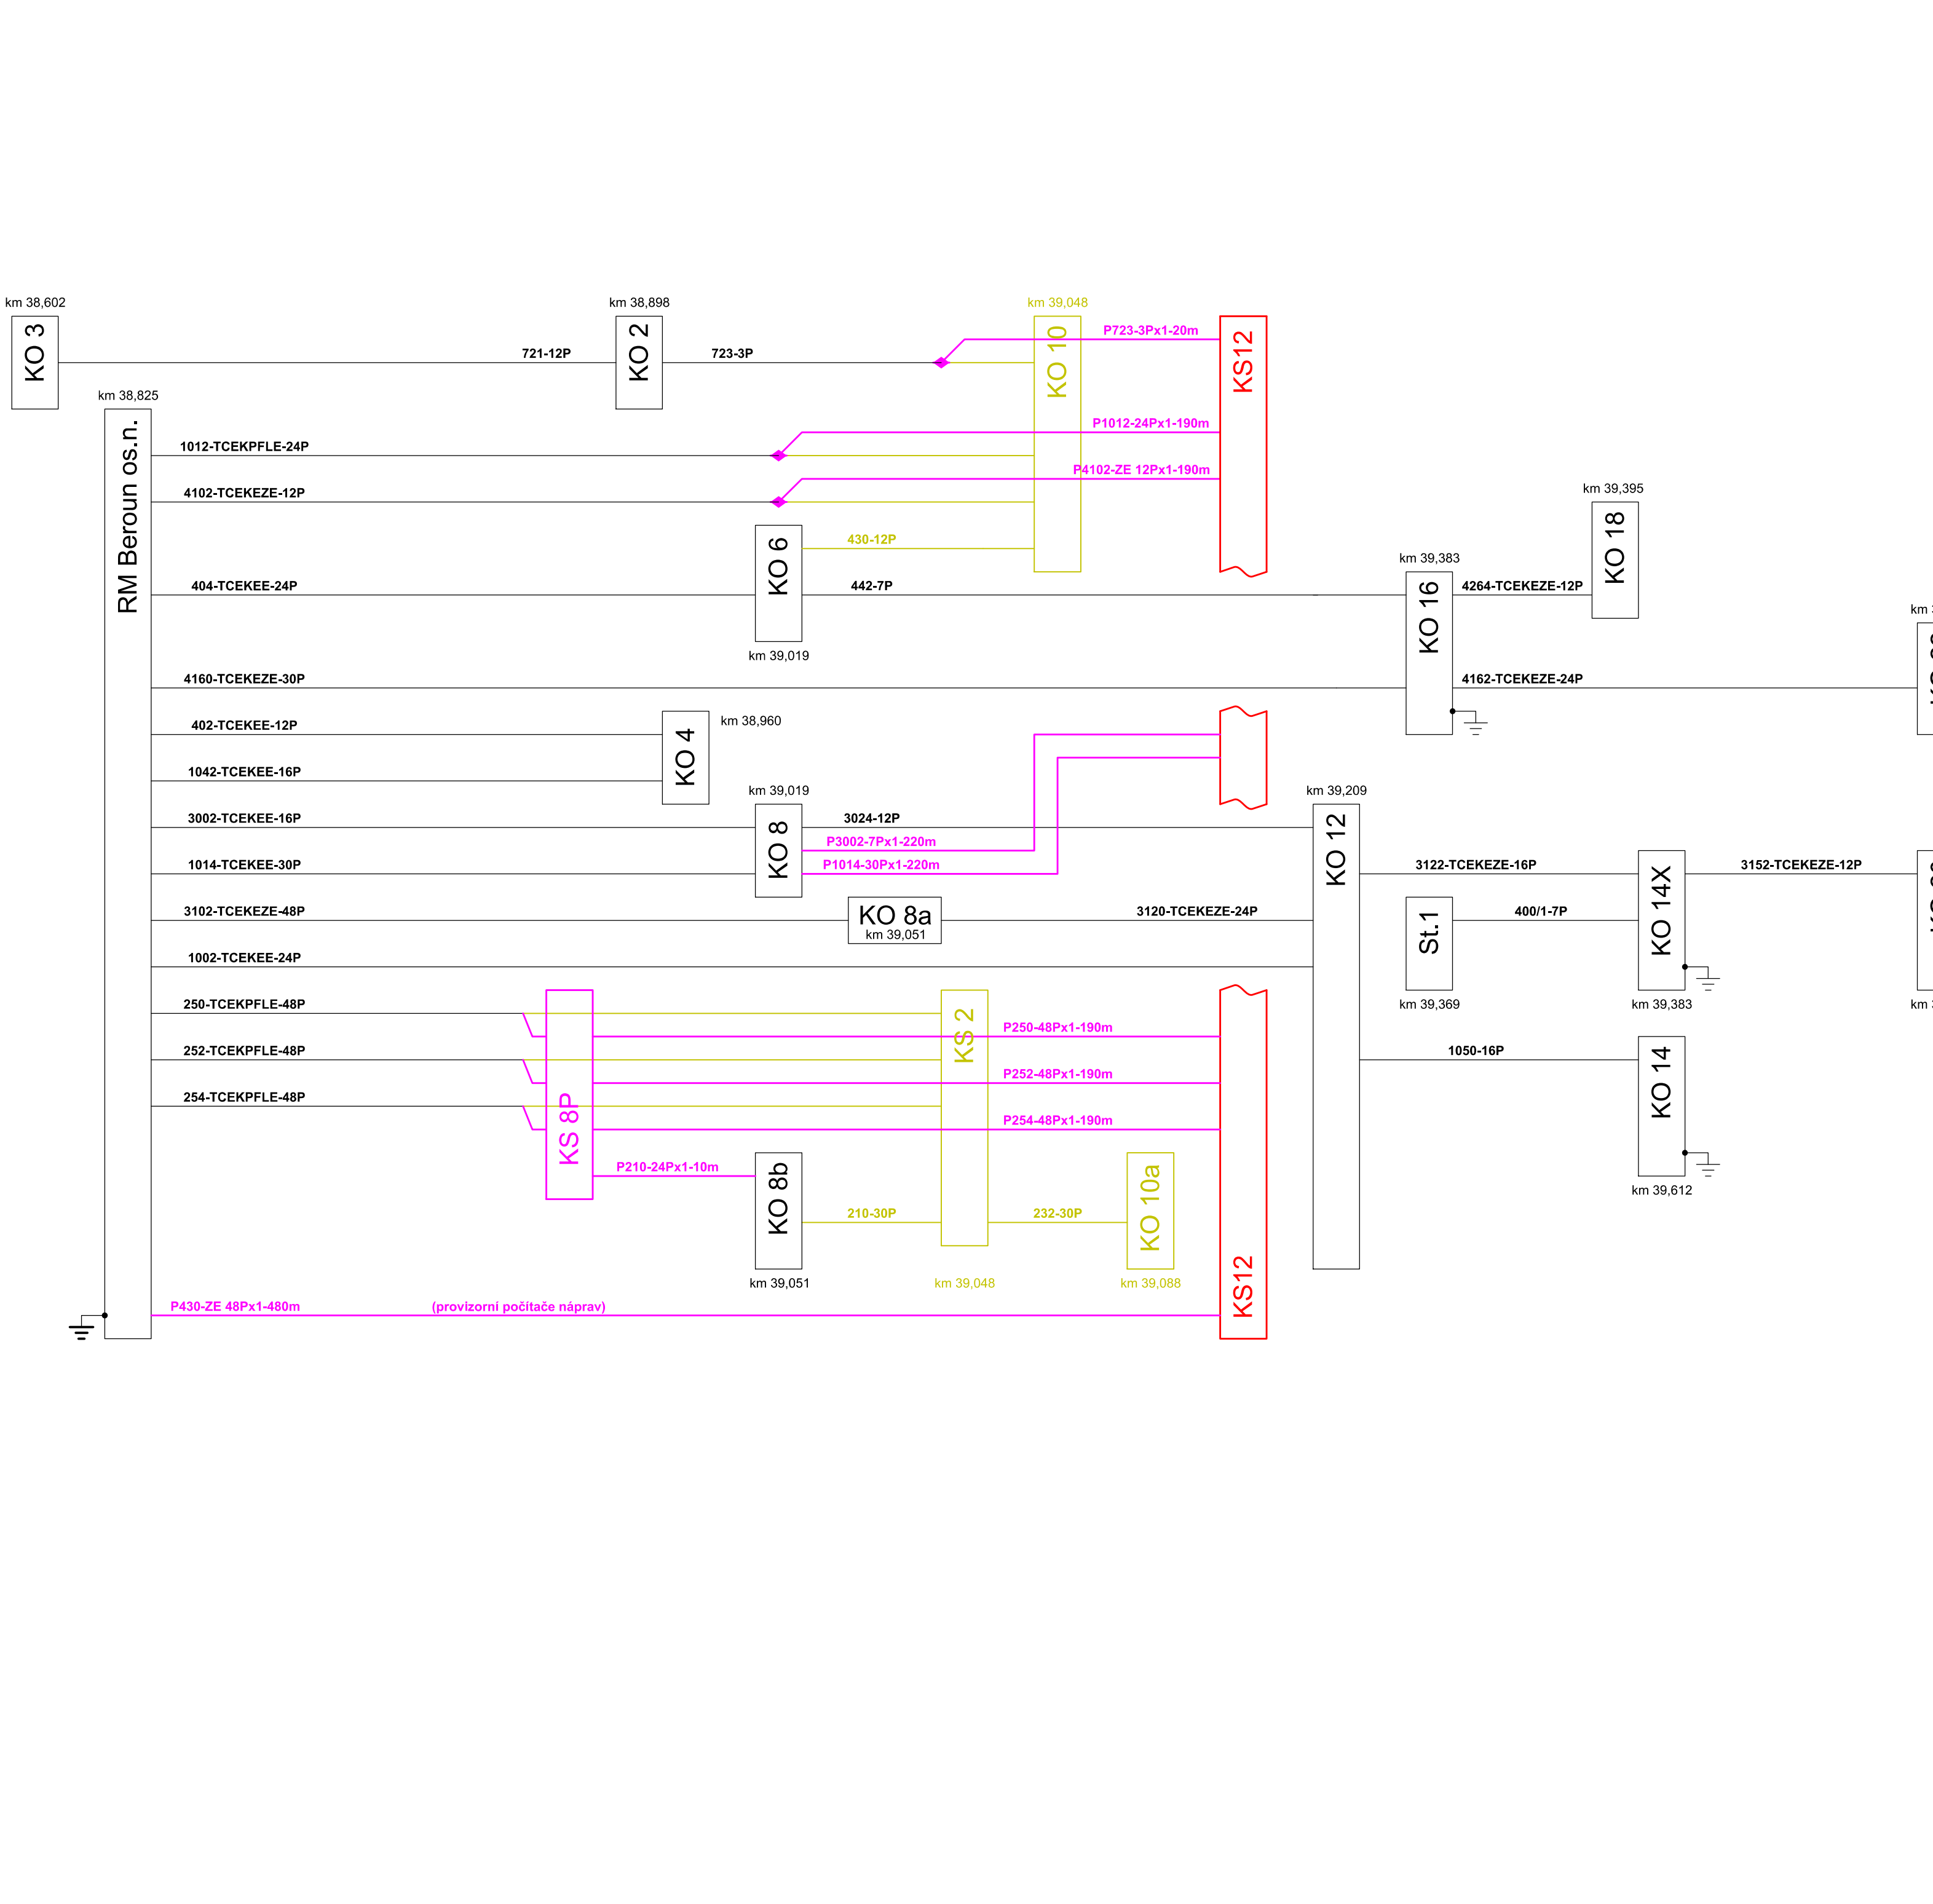 km 38,602
KO 3
721-12P
km 38,898
KO 2
723-3P
km 39,048
KO 10
P723-3Px1-20m
KS12
km 38,825
RM Beroun os.n.
1012-TCEKPFLE-24P
P1012-24Px1-190m
4102-TCEKEZE-12P
P4102-ZE 12Px1-190m
KO 6
430-12P
404-TCEKEE-24P
442-7P
km 39,019
km 39,383
KO 16
4264-TCEKEZE-12P
km 39,395
KO 18
4160-TCEKEZE-30P
4162-TCEKEZE-24P
km
402-TCEKEE-12P
KO 4
km 38,960
1042-TCEKEE-16P
km 39,019
KO 8
3002-TCEKEE-16P
3024-12P
P3002-7Px1-220m
1014-TCEKEE-30P
P1014-30Px1-220m
km 39,209
KO 12
3122-TCEKEZE-16P
KO 14X
3152-TCEKEZE-12P
3102-TCEKEZE-48P
KO 8a
km 39,051
3120-TCEKEZE-24P
St.1
400/1-7P
1002-TCEKEE-24P
km 39,369
km 39,383
km
250-TCEKPFLE-48P
KS 8P
KS 2
P250-48Px1-190m
252-TCEKPFLE-48P
P252-48Px1-190m
1050-16P
KO 14
254-TCEKPFLE-48P
P254-48Px1-190m
P210-24Px1-10m
KO 8b
KO 10a
km 39,612
210-30P
232-30P
km 39,051
km 39,048
km 39,088
KS12
P430-ZE 48Px1-480m
(provizorní počítače náprav)